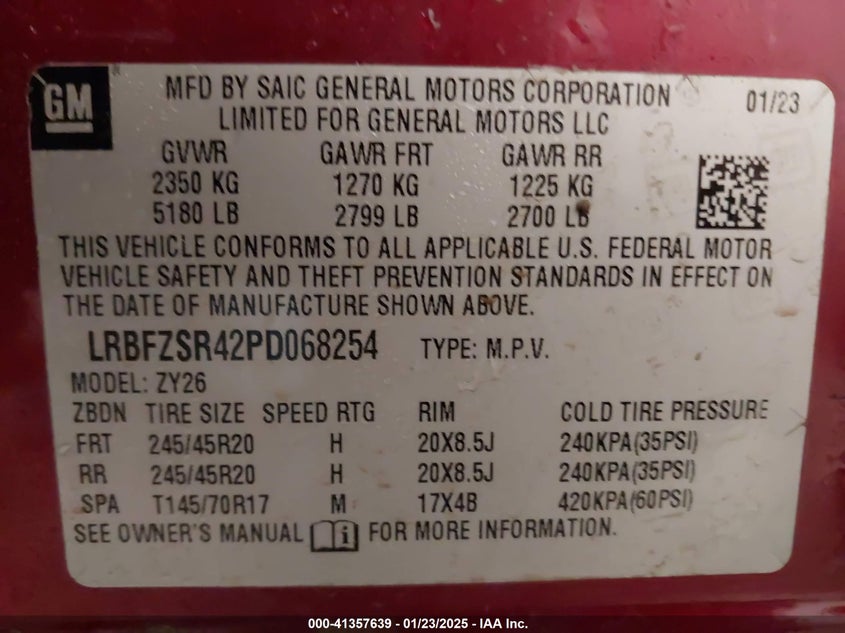 GM
®
MFD BY SAIC GENERAL MOTORS CORPORATION
LIMITED FOR GENERAL MOTORS LLC
01/23
GVWR GAWR FRT GAWR RR
2350 KG 1270 KG 1225 KG
5180 LB 2799 LB 2700 LB
THIS VEHICLE CONFORMS TO ALL APPLICABLE U.S. FEDERAL MOTOR
VEHICLE SAFETY AND THEFT PREVENTION STANDARDS IN EFFECT ON
THE DATE OF MANUFACTURE SHOWN ABOVE.
LRBFZSR42PD068254 TYPE: M.P.V.
MODEL: ZY26
ZBDN TIRE SIZE SPEED RTG RIM COLD TIRE PRESSURE
FRT 245/45R20 H 20X8.5J 240KPA(35PSI)
RR 245/45R20 H 20X8.5J 240KPA(35PSI)
SPA T145/70R17 M 17X4B 420KPA(60PSI)
SEE OWNER'S MANUAL i FOR MORE INFORMATION.
000-41357639 - 01/23/2025 - IAA Inc.